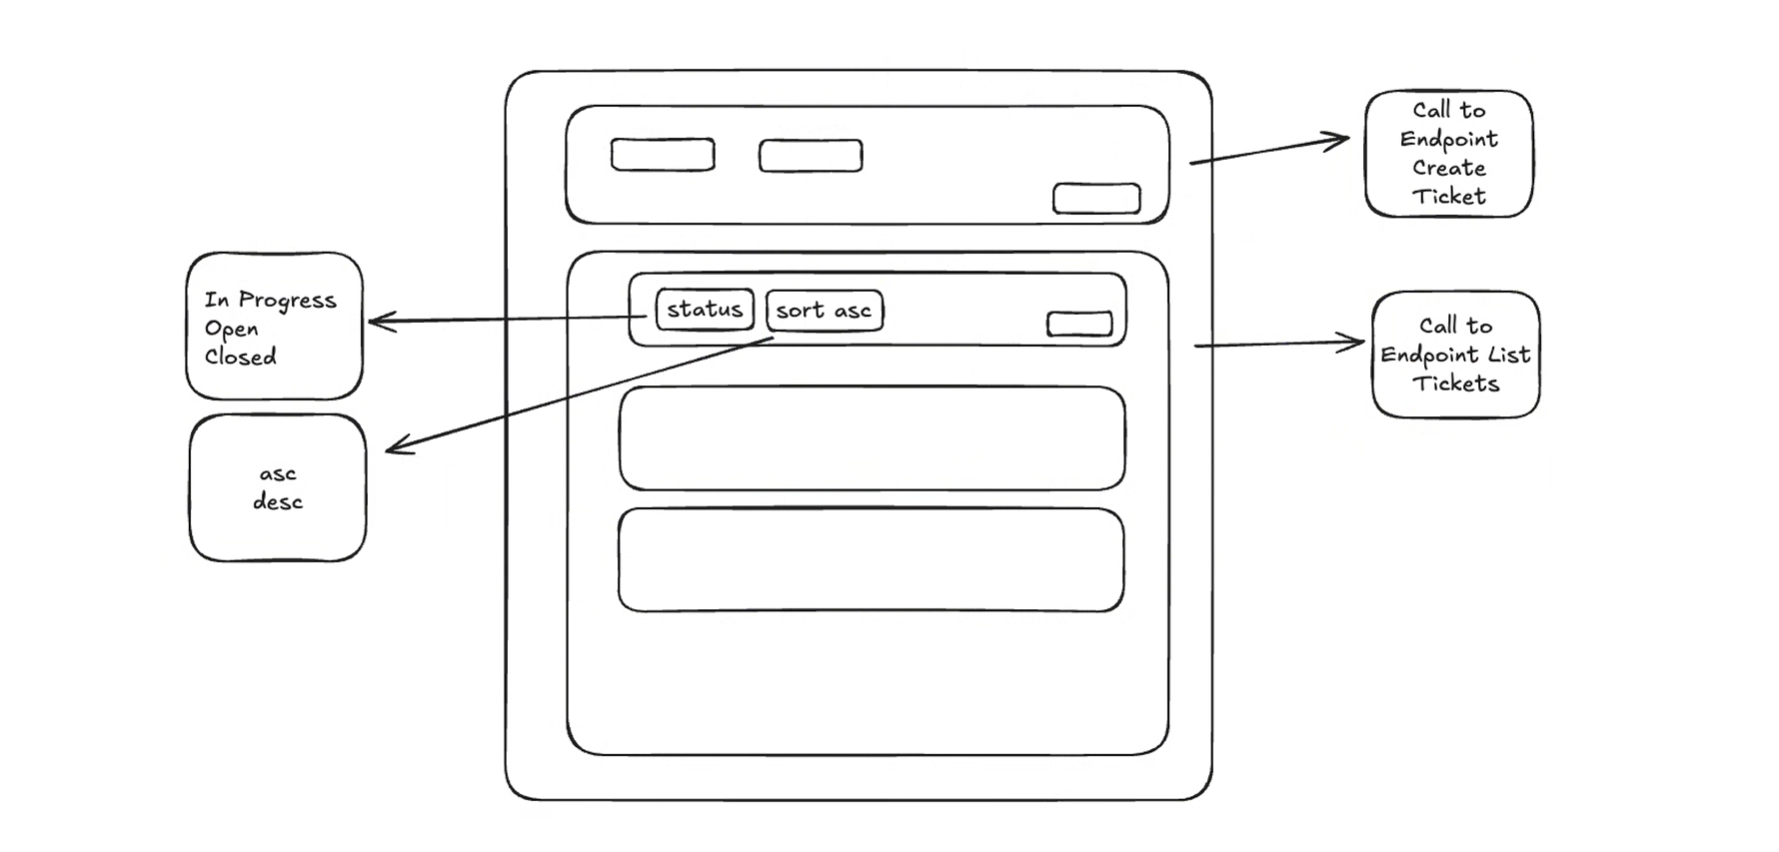 Call to
Endpoint
Create
Ticket
In Progress
Open
Closed
status
sort asc
Call to
Endpoint List
Tickets
asc
desc